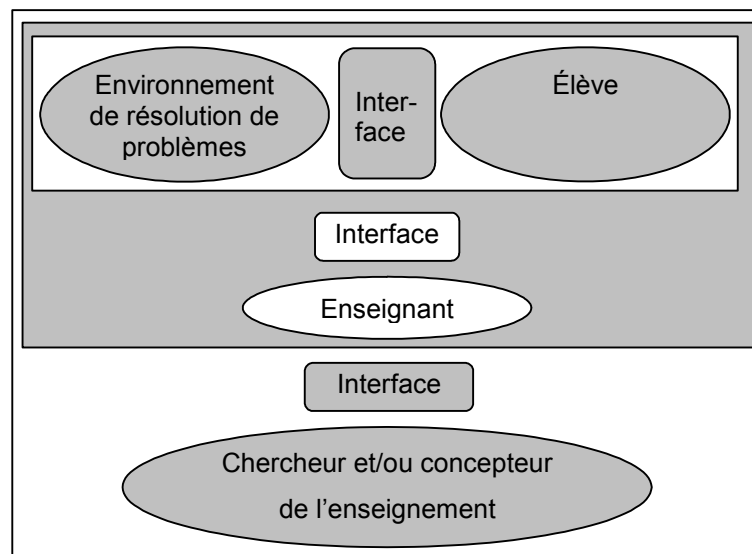 Environnement
de résolution de
problèmes
Inter-
face
Élève
Interface
Enseignant
Interface
Chercheur et/ou concepteur
de l’enseignement